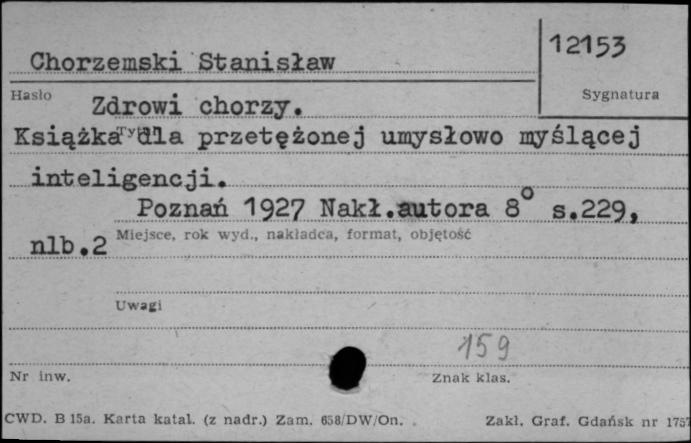 Chorzemski Stanisław
12153
Hasło
Sygnatura
Zdrowi chorzy.
Tytuł
Książka dla przetężonej umysłowo myślącej
inteligencji.
Poznań 1927 Nakł.autora 8° s.229,
nlb.2
Miejsce, rok wyd., nakładca, format, objętość
Uwagi
159
Nr inw.
Znak klas.
CWD. B 15a. Karta katal. (z nadr.) Zam. 658/DW/On.
Zakł. Graf. Gdańsk nr